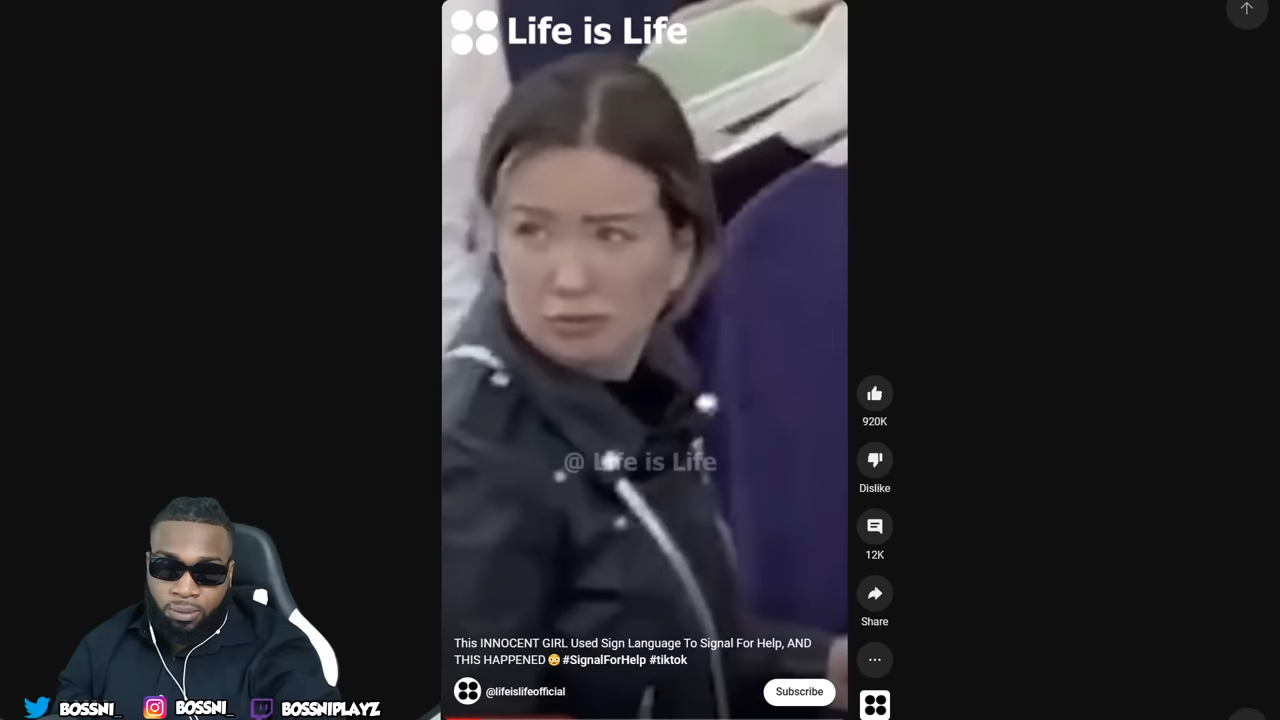 Life is Life
@ Life is Life
920K
Dislike
12K
Share
This INNOCENT GIRL Used Sign Language To Signal For Help, AND
THIS HAPPENED😳 #SignalForHelp #tiktok
@lifeislifeofficial
Subscribe
BOSSNI_
BOSSNI_
BOSSNIPLAYZ